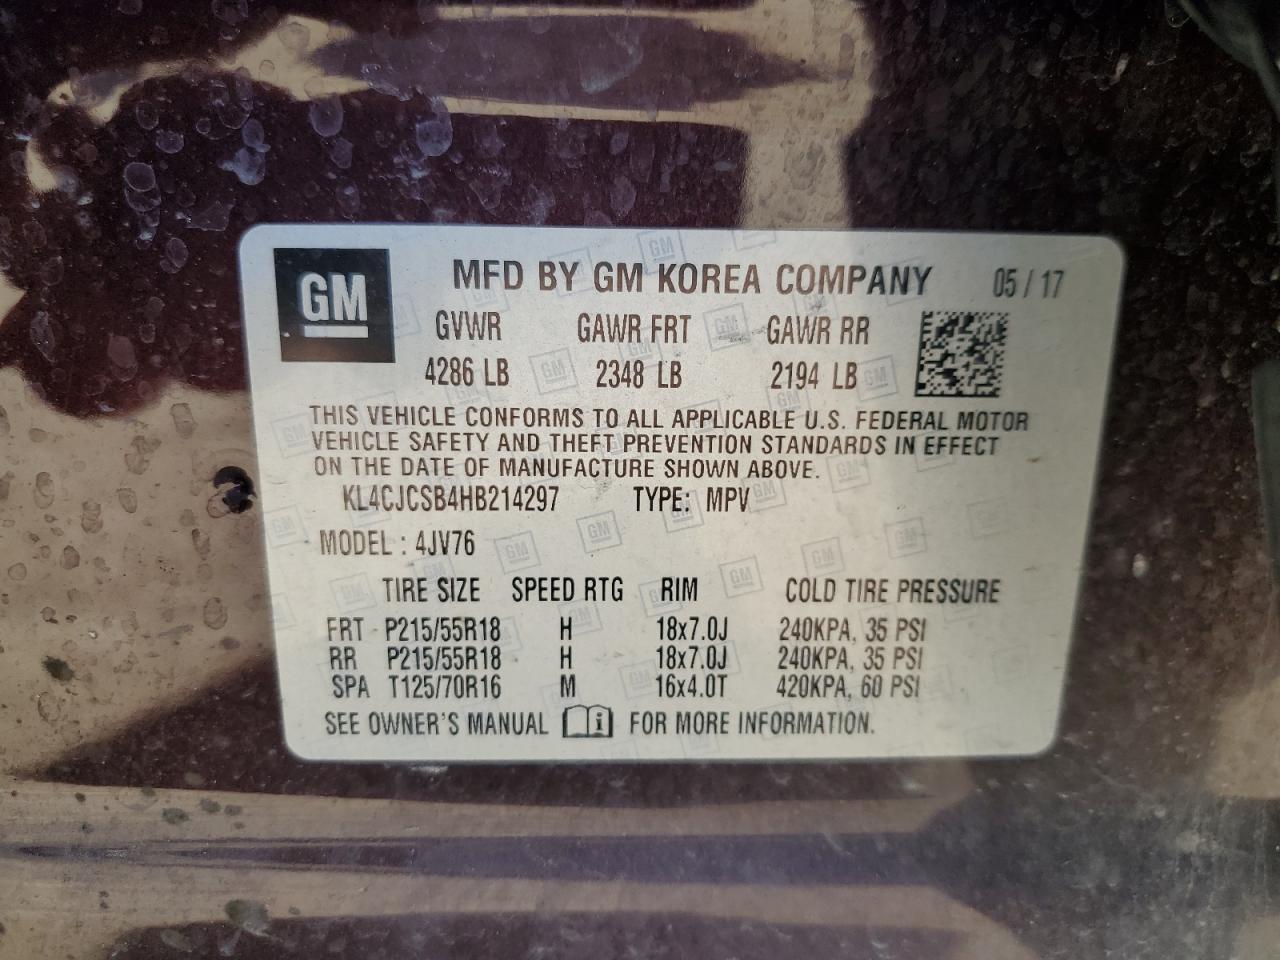 GM
MFD BY GM KOREA COMPANY 05 / 17
GVWR GAWR FRT GAWR RR
4286 LB 2348 LB 2194 LB
THIS VEHICLE CONFORMS TO ALL APPLICABLE U.S. FEDERAL MOTOR
VEHICLE SAFETY AND THEFT PREVENTION STANDARDS IN EFFECT
ON THE DATE OF MANUFACTURE SHOWN ABOVE.
KL4CJCSB4HB214297 TYPE: MPV
MODEL : 4JV76
TIRE SIZE SPEED RTG RIM COLD TIRE PRESSURE
FRT P215/55R18 H 18x7.0J 240KPA, 35 PSI
RR P215/55R18 H 18x7.0J 240KPA, 35 PSI
SPA T125/70R16 M 16x4.0T 420KPA, 60 PSI
SEE OWNER'S MANUAL i FOR MORE INFORMATION.